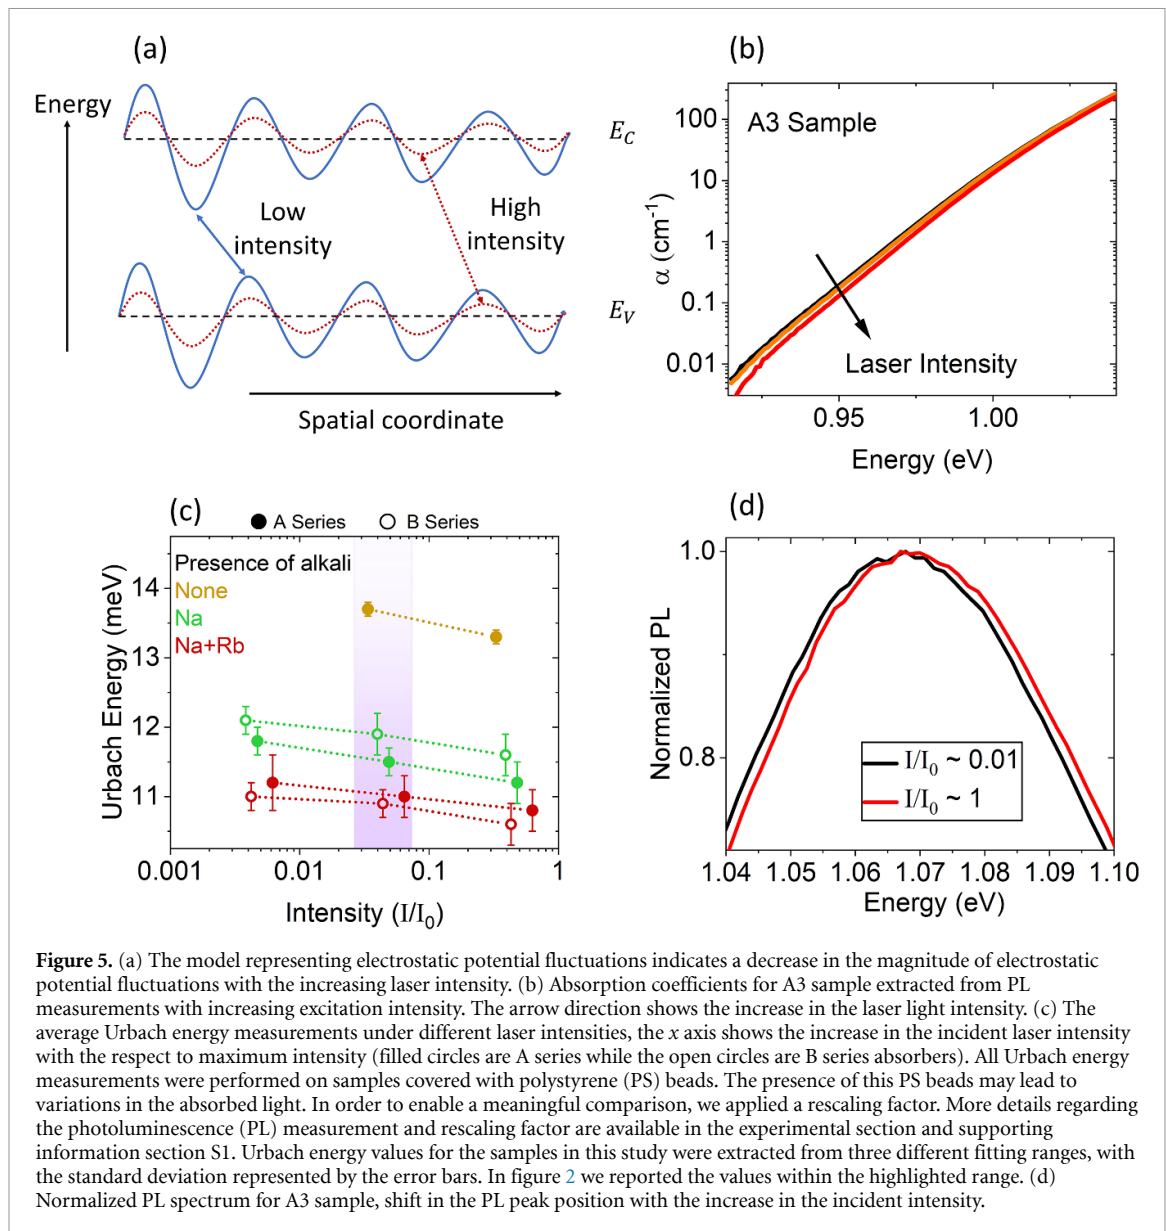 (a)
Energy
E_C
Low
intensity
High
intensity
E_V
Spatial coordinate
(b)
A3 Sample
α (cm⁻¹)
100
10
1
0.1
0.01
Laser Intensity
0.95 1.00
Energy (eV)
(c)
A Series B Series
Presence of alkali
None
Na
Na+Rb
Urbach Energy (meV)
14
13
12
11
0.001 0.01 0.1 1
Intensity (I/I₀)
(d)
Normalized PL
1.0
0.8
I/I₀ ~ 0.01
I/I₀ ~ 1
1.04 1.05 1.06 1.07 1.08 1.09 1.10
Energy (eV)
Figure 5. (a) The model representing electrostatic potential fluctuations indicates a decrease in the magnitude of electrostatic
potential fluctuations with the increasing laser intensity. (b) Absorption coefficients for A3 sample extracted from PL
measurements with increasing excitation intensity. The arrow direction shows the increase in the laser light intensity. (c) The
average Urbach energy measurements under different laser intensities, the x axis shows the increase in the incident laser intensity
with the respect to maximum intensity (filled circles are A series while the open circles are B series absorbers). All Urbach energy
measurements were performed on samples covered with polystyrene (PS) beads. The presence of this PS beads may lead to
variations in the absorbed light. In order to enable a meaningful comparison, we applied a rescaling factor. More details regarding
the photoluminescence (PL) measurement and rescaling factor are available in the experimental section and supporting
information section S1. Urbach energy values for the samples in this study were extracted from three different fitting ranges, with
the standard deviation represented by the error bars. In figure 2 we reported the values within the highlighted range. (d)
Normalized PL spectrum for A3 sample, shift in the PL peak position with the increase in the incident intensity.